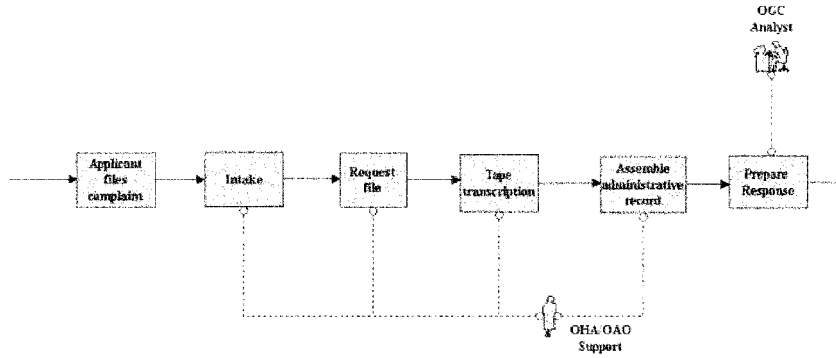 OGC
Analyst
Applicant
files
complaint
Intake
Request
file
Tape
transcription
Assemble
administrative
record
Prepare
Response
OHA/OAO
Support